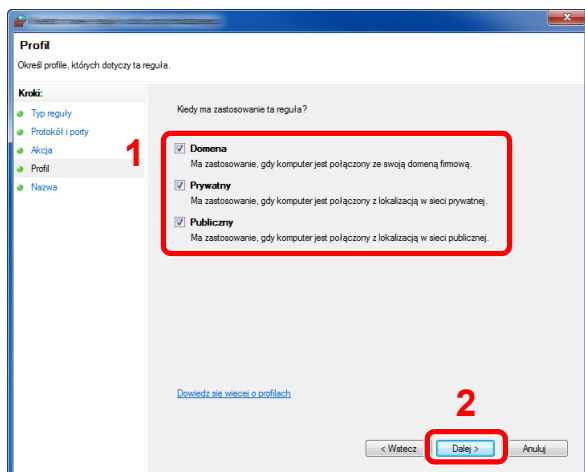 Profil
Określ profile, których dotyczy ta reguła.
Kroki:
Typ reguły
Protokół i porty
Akcja
Profil
Nazwa
Kiedy ma zastosowanie ta reguła?
1
Domena
Ma zastosowanie, gdy komputer jest połączony ze swoją domeną firmową.
Prywatny
Ma zastosowanie, gdy komputer jest połączony z lokalizacją w sieci prywatnej.
Publiczny
Ma zastosowanie, gdy komputer jest połączony z lokalizacją w sieci publicznej.
Dowiedz się więcej o profilach
2
< Wstecz
Dalej >
Anuluj